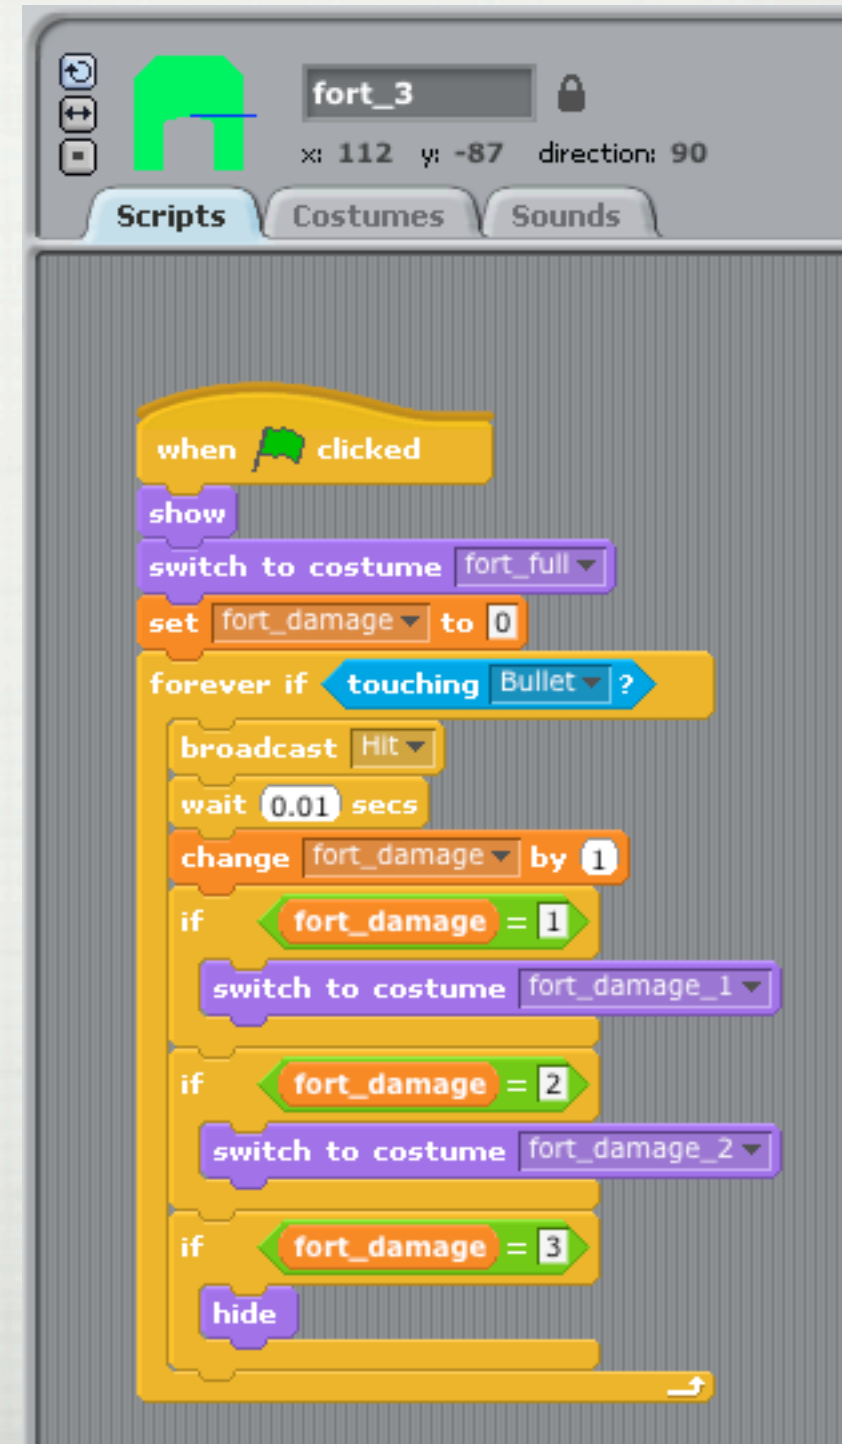 fort_3
x: 112 y: -87 direction: 90
Scripts Costumes Sounds
when clicked
show
switch to costume fort_full
set fort_damage to 0
forever if touching Bullet ?
broadcast Hit
wait 0.01 secs
change fort_damage by 1
if fort_damage = 1
switch to costume fort_damage_1
if fort_damage = 2
switch to costume fort_damage_2
if fort_damage = 3
hide